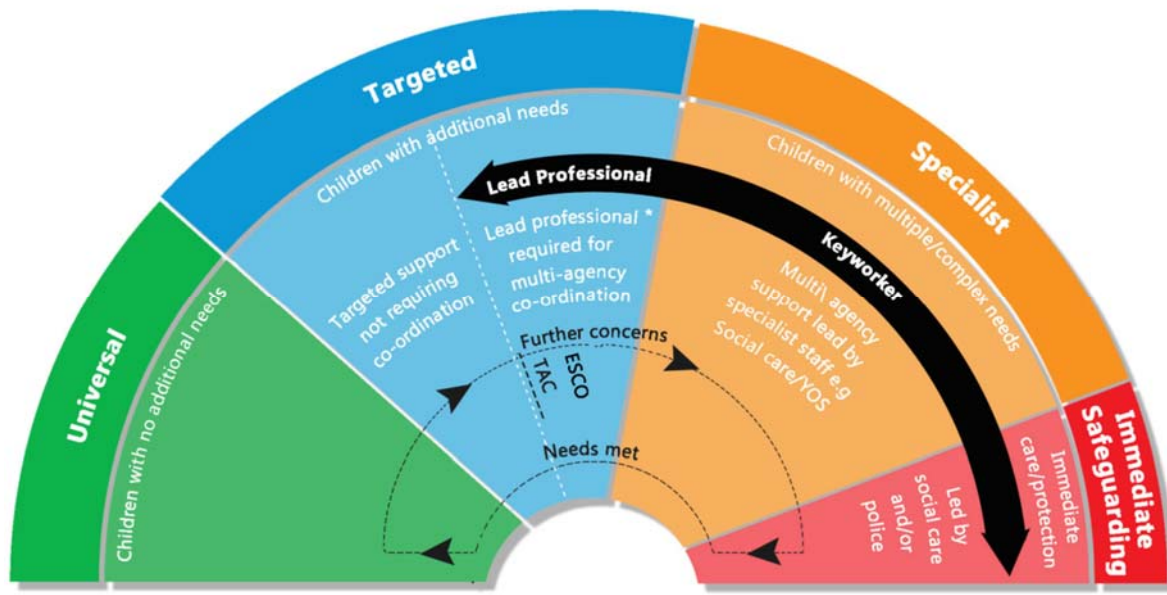 Universal
Targeted
Specialist
Immediate
Safeguarding
Children with no additional needs
Children with additional needs
Children with multiple/complex needs
Immediate
care/protection
Lead Professional
Keyworker
Targeted support
not requiring
co-ordination
Lead professional *
required for
multi-agency
co-ordination
Multi\ agency
support lead by
specialist staff e.g
Social care/YOS
Led by
social care
and/or
police
Further concerns
ESCO
TAC
Needs met